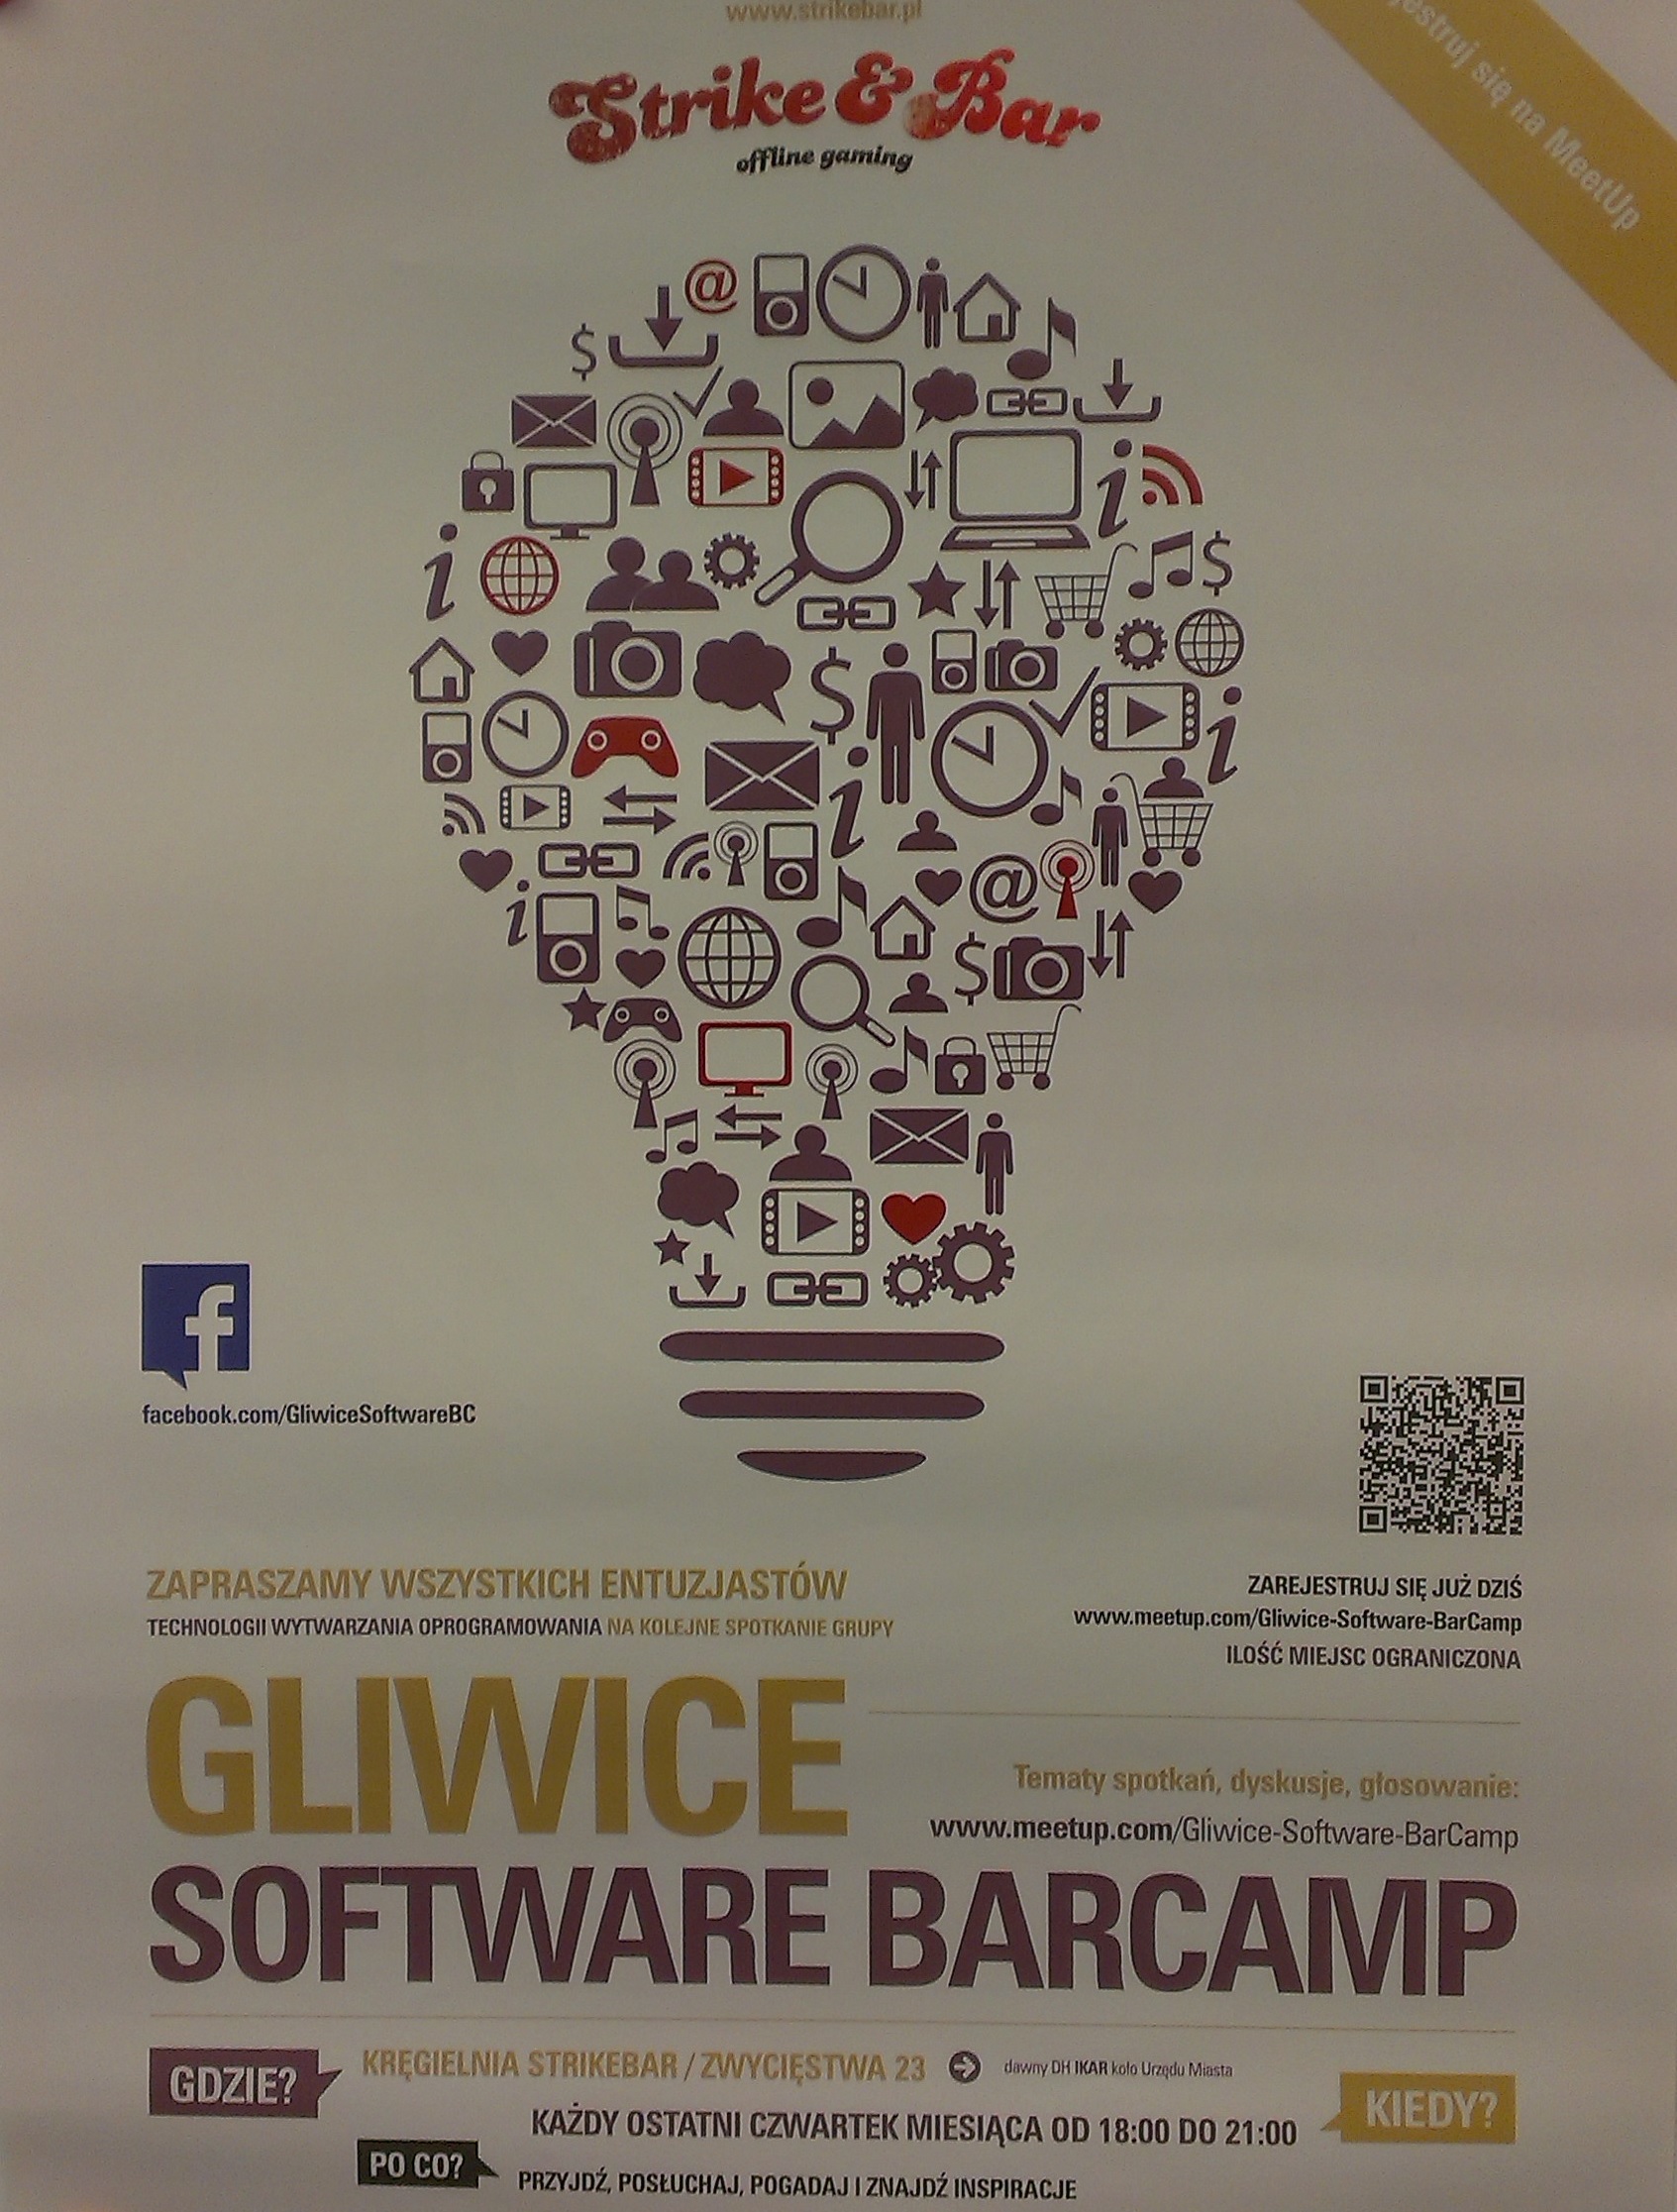 www.strikebar.pl
Strike & Bar
offline gaming
się na MeetUp
facebook.com/GliwiceSoftwareBC
ZAPRASZAMY WSZYSTKICH ENTUZJASTÓW
TECHNOLOGII WYTWARZANIA OPROGRAMOWANIA NA KOLEJNE SPOTKANIE GRUPY
ZAREJESTRUJ SIĘ JUŻ DZIŚ
www.meetup.com/Gliwice-Software-BarCamp
ILOŚĆ MIEJSC OGRANICZONA
GLIWICE
Tematy spotkań, dyskusje, głosowanie:
www.meetup.com/Gliwice-Software-BarCamp
SOFTWARE BARCAMP
GDZIE?
KRĘGIELNIA STRIKEBAR / ZWYCIĘSTWA 23
dawny DH IKAR koło Urzędu Miasta
KAŻDY OSTATNI CZWARTEK MIESIĄCA OD 18:00 DO 21:00
KIEDY?
PO CO?
PRZYJDŹ, POSŁUCHAJ, POGADAJ I ZNAJDŹ INSPIRACJE